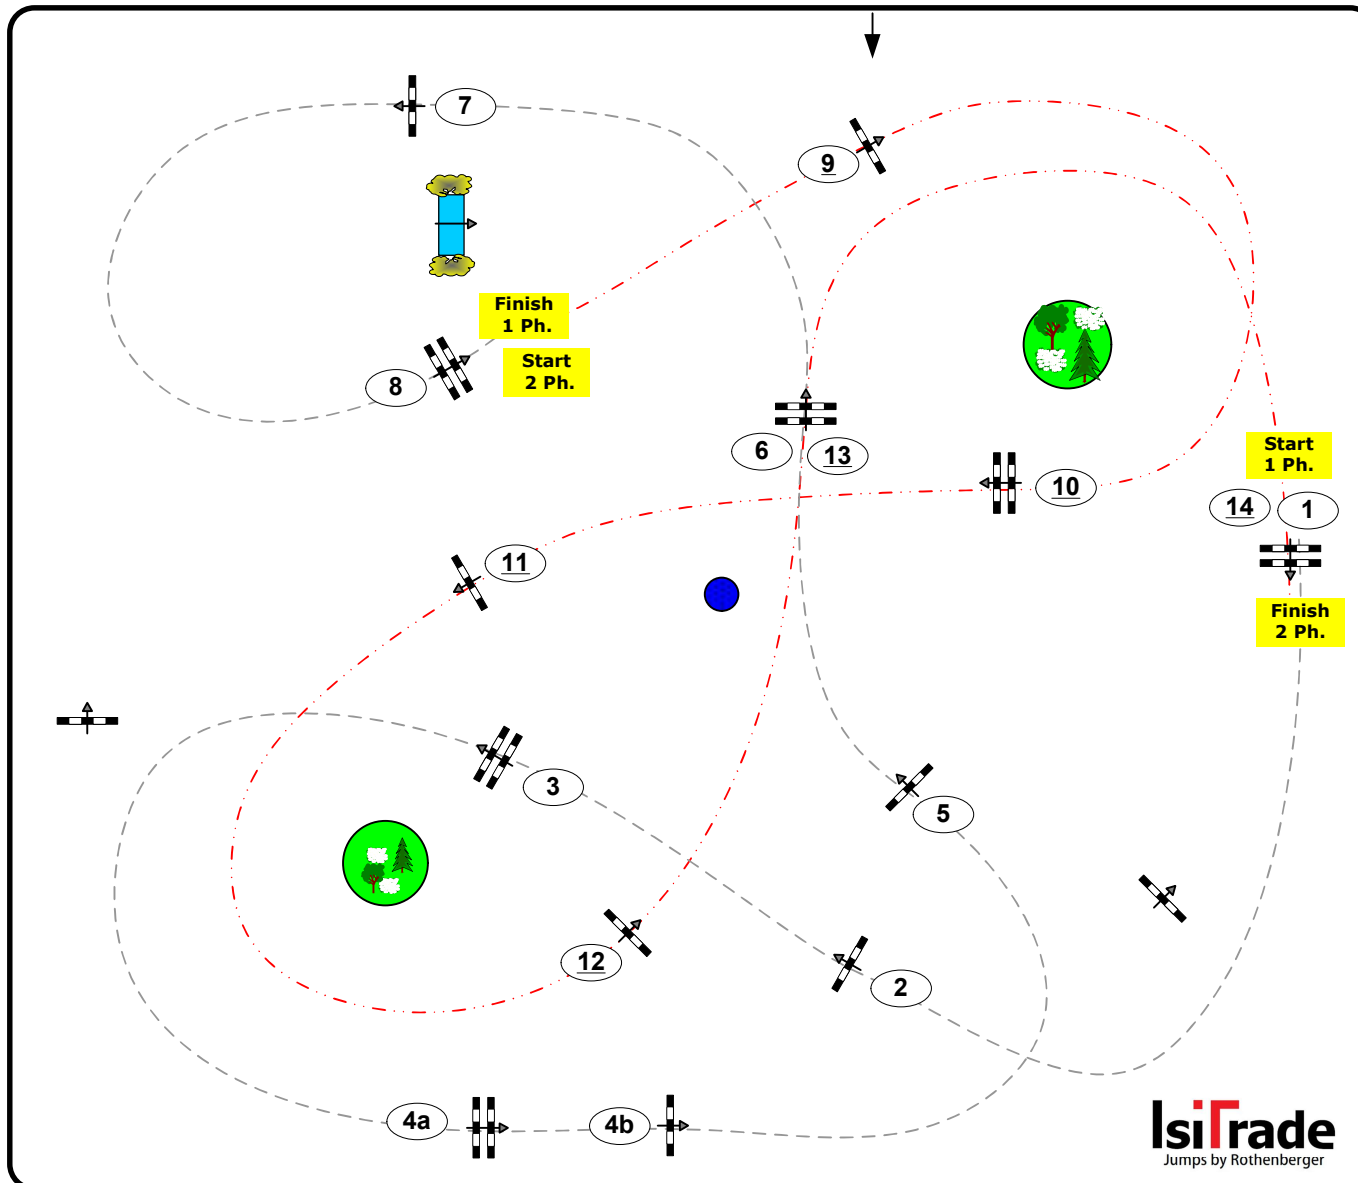 7
9
Finish
1 Ph.
Start
2 Ph.
8
6
13
10
Start
1 Ph.
14
1
11
Finish
2 Ph.
3
5
12
2
4a
4b
IsiTrade
Jumps by Rothenberger